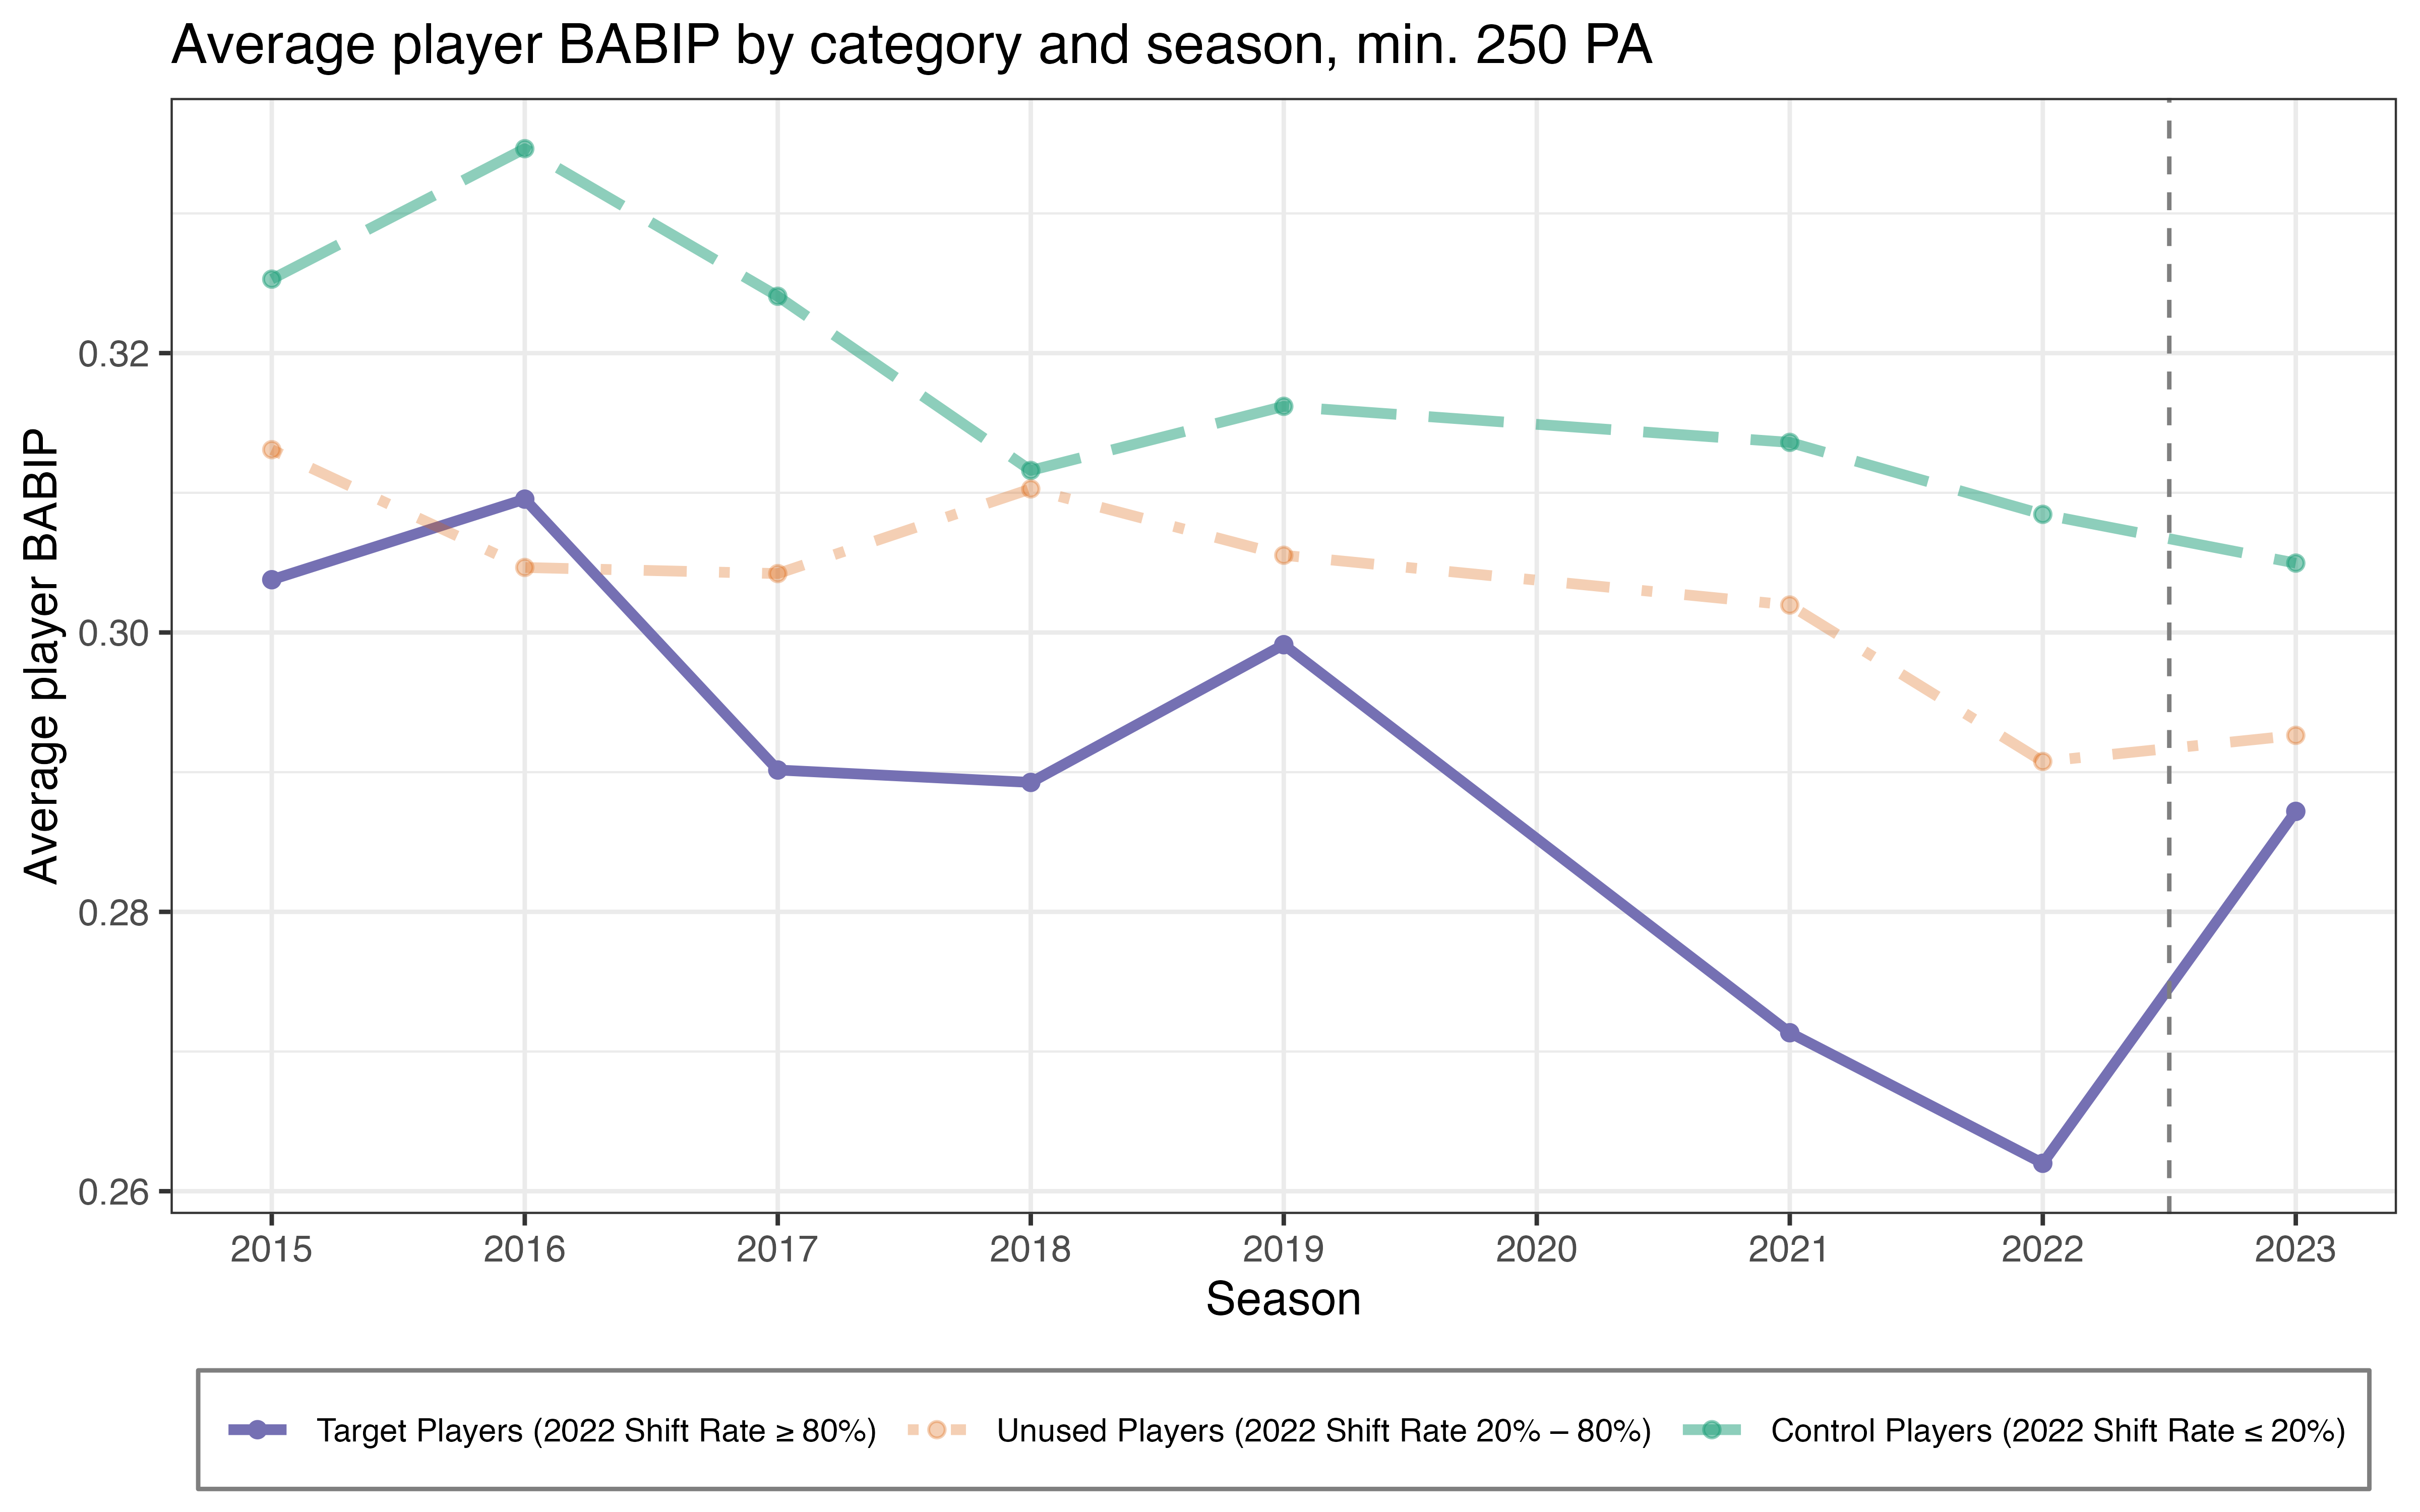 Average player BABIP by category and season, min. 250 PA
Average player BABIP
0.32
0.30
0.28
0.26
2015 2016 2017 2018 2019 2020 2021 2022 2023
Season
Target Players (2022 Shift Rate ≥ 80%) Unused Players (2022 Shift Rate 20% – 80%) Control Players (2022 Shift Rate ≤ 20%)